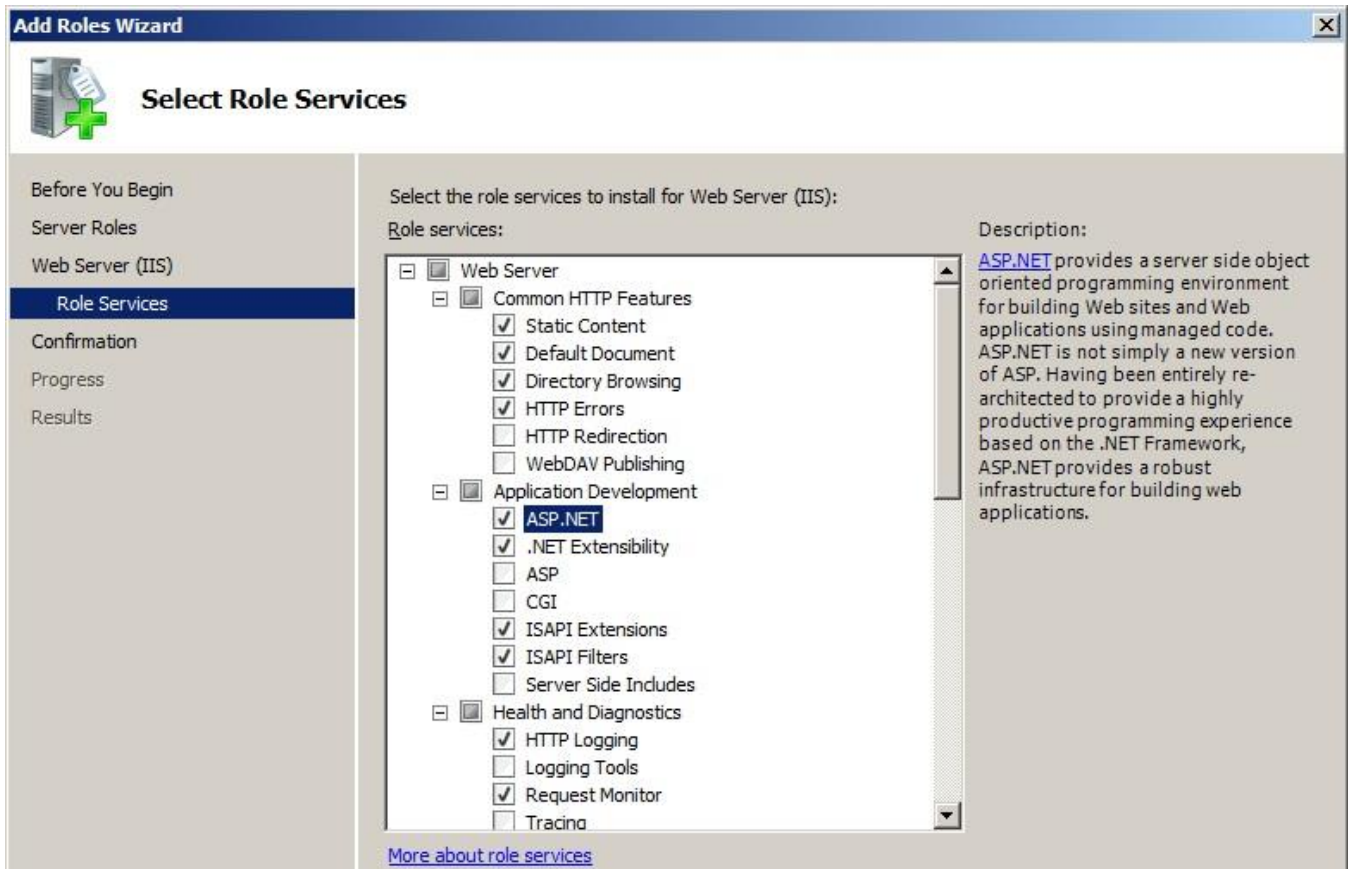 Add Roles Wizard
Select Role Services
Before You Begin
Server Roles
Web Server (IIS)
Role Services
Confirmation
Progress
Results
Select the role services to install for Web Server (IIS):
Role services:
Web Server
Common HTTP Features
Static Content
Default Document
Directory Browsing
HTTP Errors
HTTP Redirection
WebDAV Publishing
Application Development
ASP.NET
.NET Extensibility
ASP
CGI
ISAPI Extensions
ISAPI Filters
Server Side Includes
Health and Diagnostics
HTTP Logging
Logging Tools
Request Monitor
Tracing
More about role services
Description:
ASP.NET provides a server side object
oriented programming environment
for building Web sites and Web
applications using managed code.
ASP.NET is not simply a new version
of ASP. Having been entirely re-
architected to provide a highly
productive programming experience
based on the .NET Framework,
ASP.NET provides a robust
infrastructure for building web
applications.